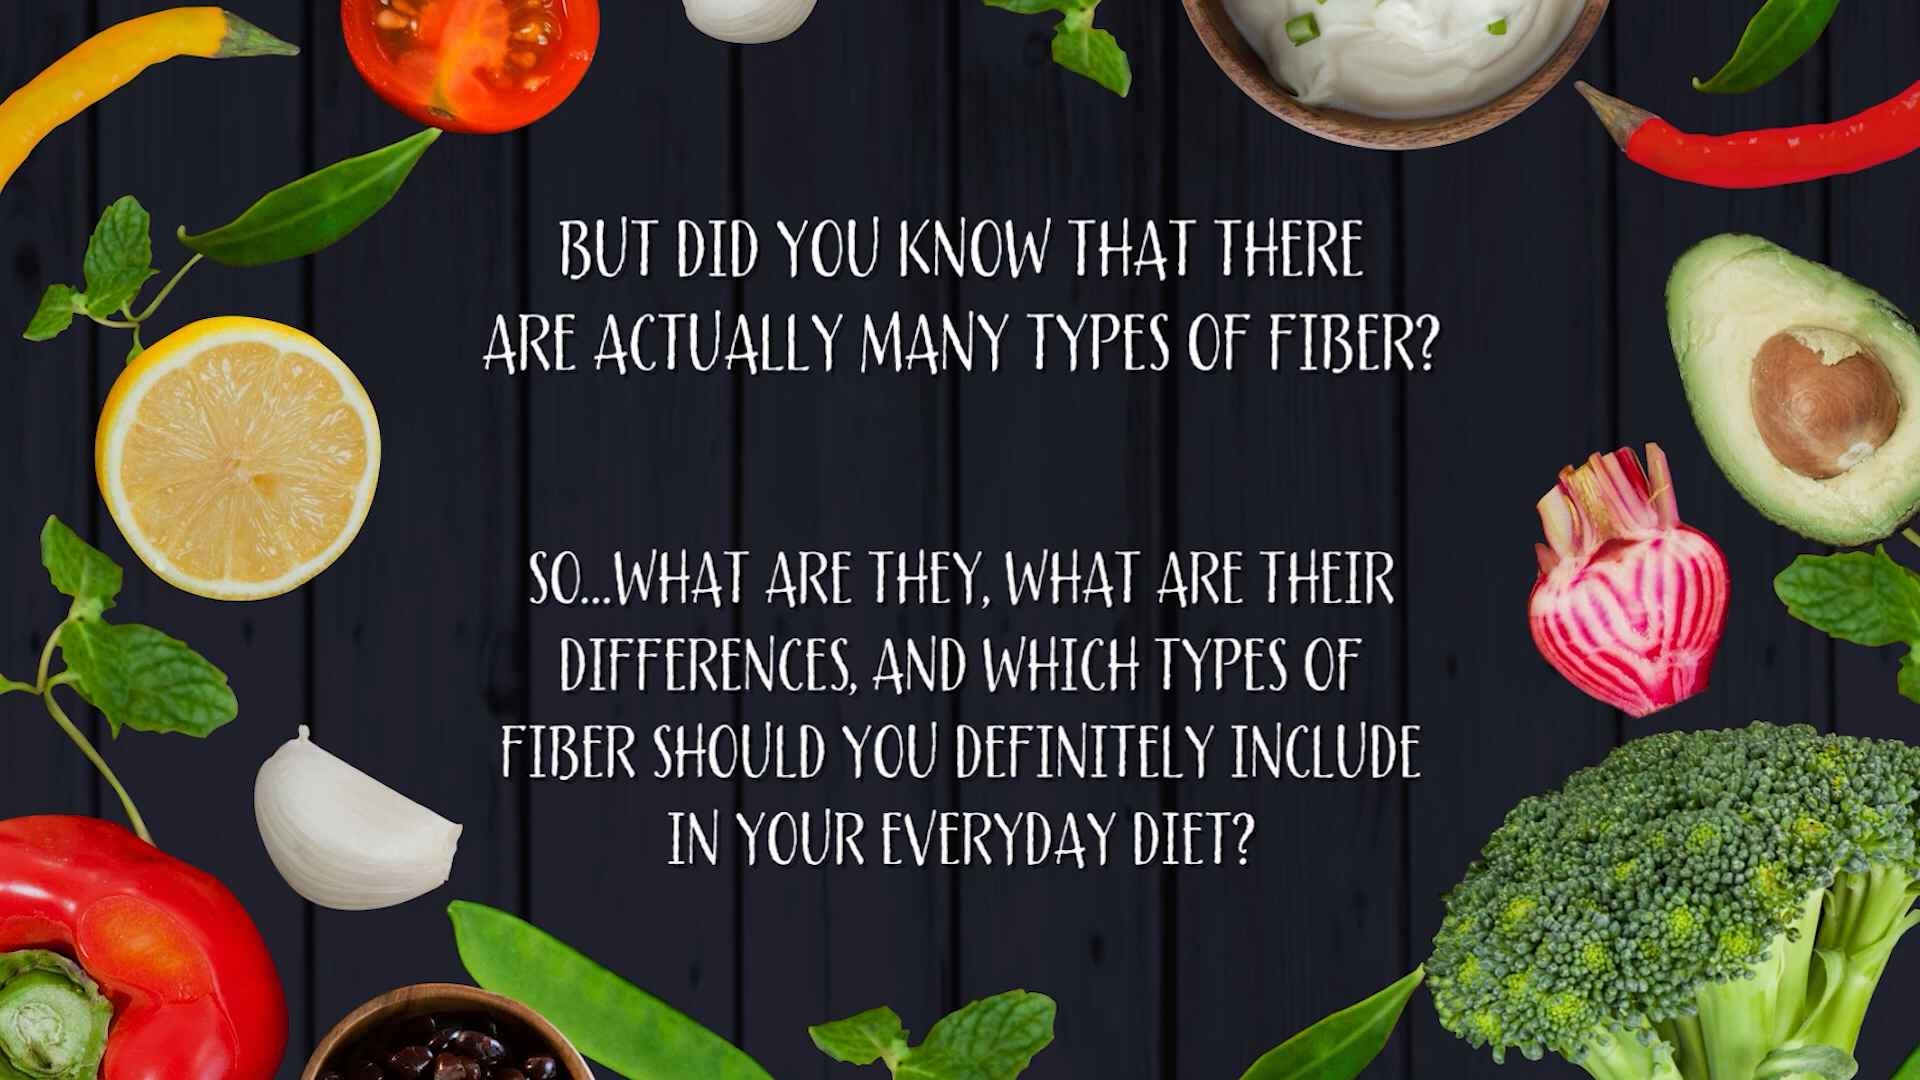 BUT DID YOU KNOW THAT THERE
ARE ACTUALLY MANY TYPES OF FIBER?
SO...WHAT ARE THEY, WHAT ARE THEIR
DIFFERENCES, AND WHICH TYPES OF
FIBER SHOULD YOU DEFINITELY INCLUDE
IN YOUR EVERYDAY DIET?